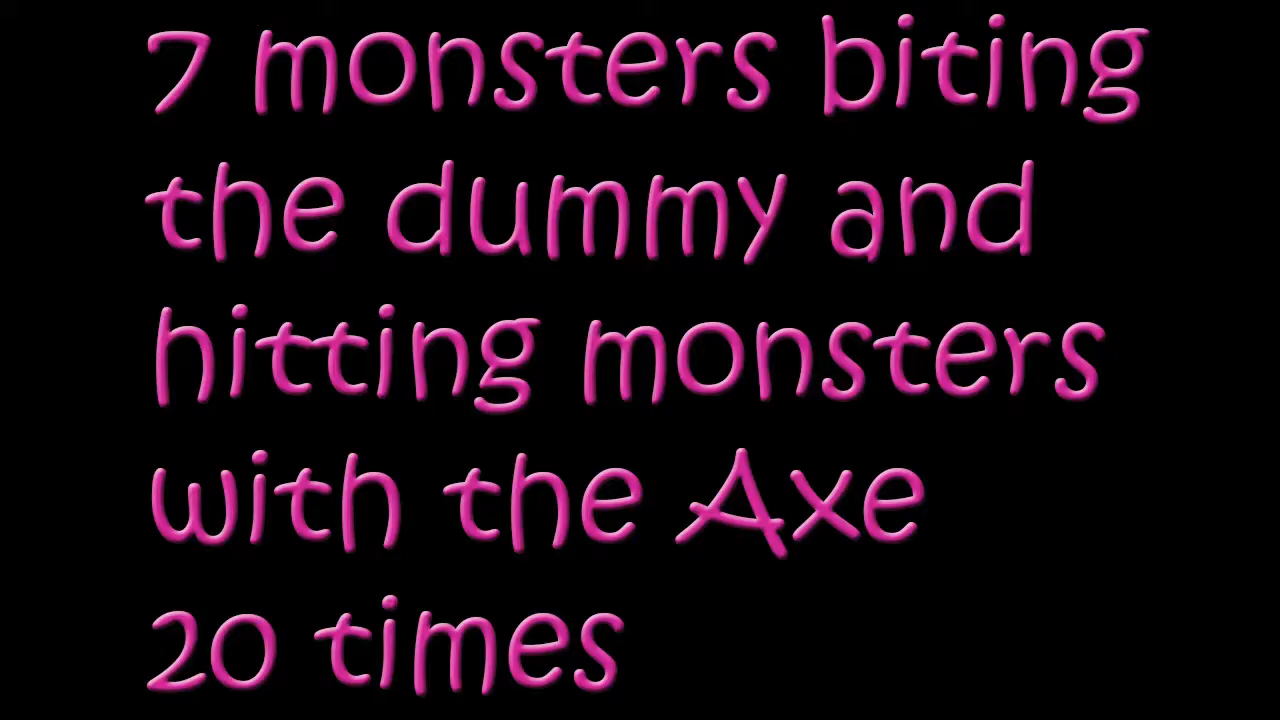 7 monsters biting
the dummy and
hitting monsters
with the Axe
20 times